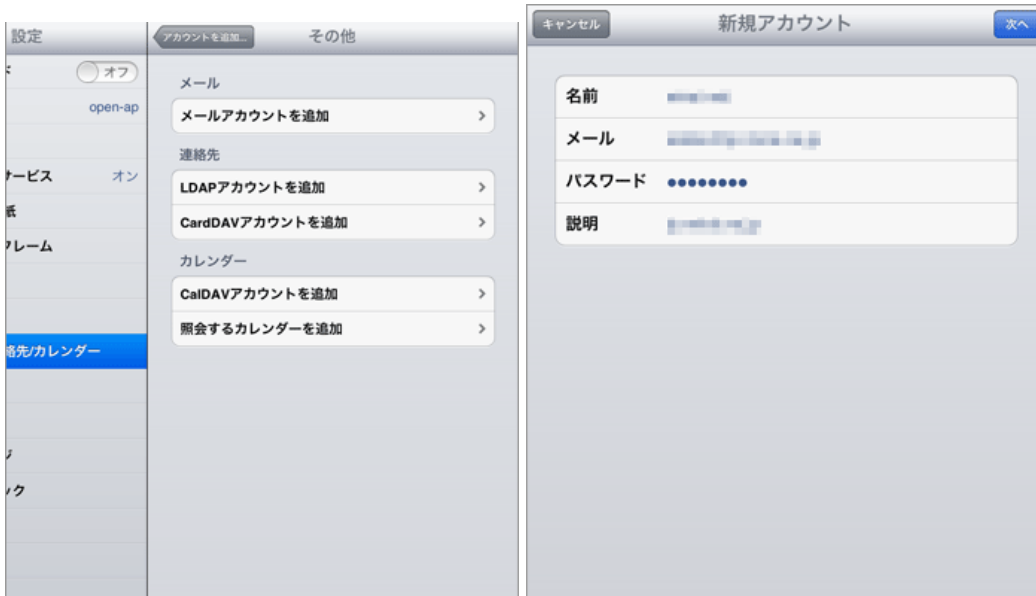 設定
オフ
open-ap
サービス オン
紙
フレーム
絡先/カレンダー
ジ
ック
アカウントを追加...
その他
メール
メールアカウントを追加
連絡先
LDAPアカウントを追加
CardDAVアカウントを追加
カレンダー
CalDAVアカウントを追加
照会するカレンダーを追加
キャンセル
新規アカウント
次へ
名前
メール
パスワード ●●●●●●●●
説明